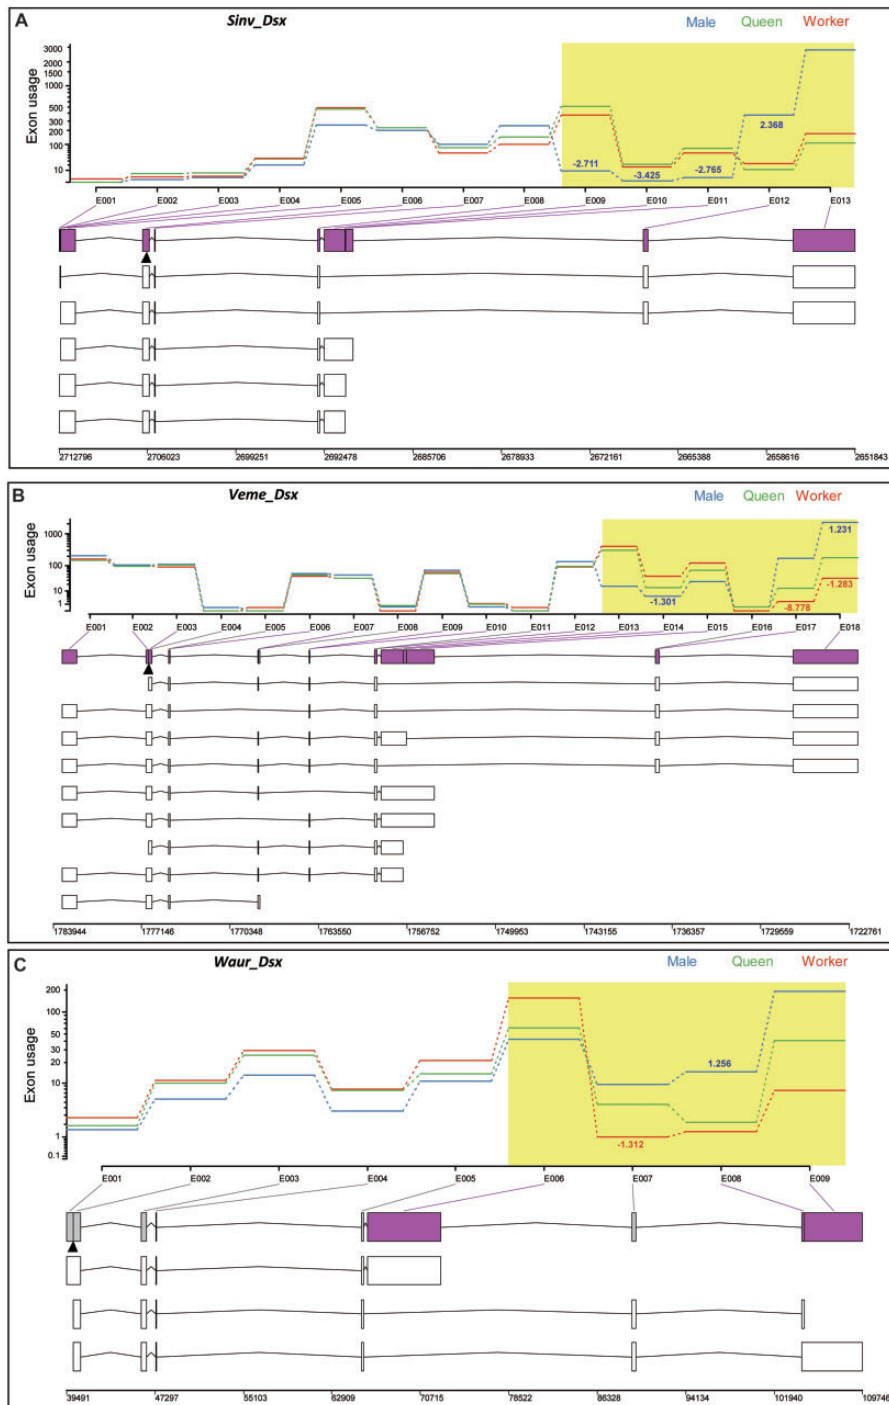 A
Sinv_Dsx
Male Queen Worker
Exon usage
3000
2000
1500
1000
500
300
200
100
10
-2.711
-3.425
-2.765
2.368
E001 E002 E003 E004 E005 E006 E007 E008 E009 E010 E011 E012 E013
2712796 2706023 2699251 2692478 2685706 2678933 2672161 2665388 2658616 2651843
B
Veme_Dsx
Male Queen Worker
Exon usage
1000
100
10
1
-1.301
1.231
-8.778
-1.283
E001 E002 E003 E004 E005 E006 E007 E008 E009 E010 E011 E012 E013 E014 E015 E016 E017 E018
1783944 1777146 1770348 1763550 1756752 1749953 1743155 1736357 1729559 1722761
C
Waur_Dsx
Male Queen Worker
Exon usage
200
100
50
30
20
10
1
0.1
1.256
-1.312
E001 E002 E003 E004 E005 E006 E007 E008 E009
39491 47297 55103 62909 70715 78522 86328 94134 101940 109746